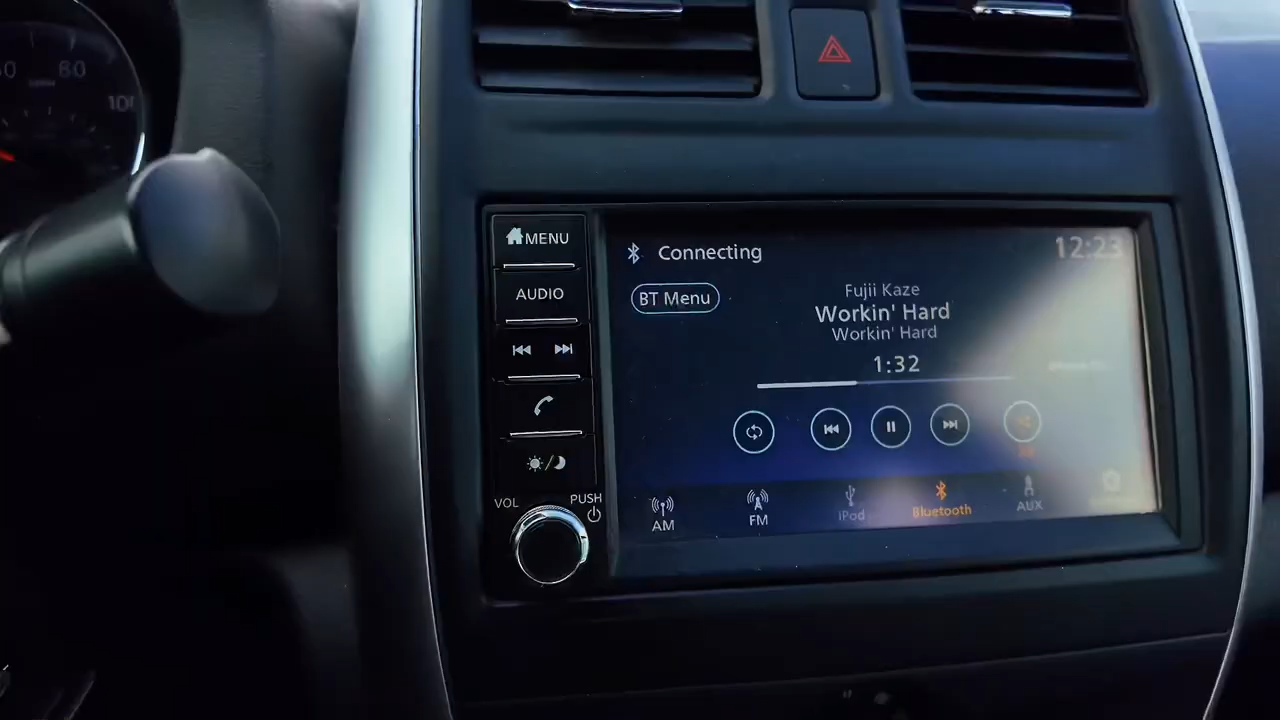 80
MENU
AUDIO
VOL
PUSH
Connecting
12:23
BT Menu
Fujii Kaze
Workin' Hard
Workin' Hard
1:32
AM
FM
iPod
Bluetooth
AUX